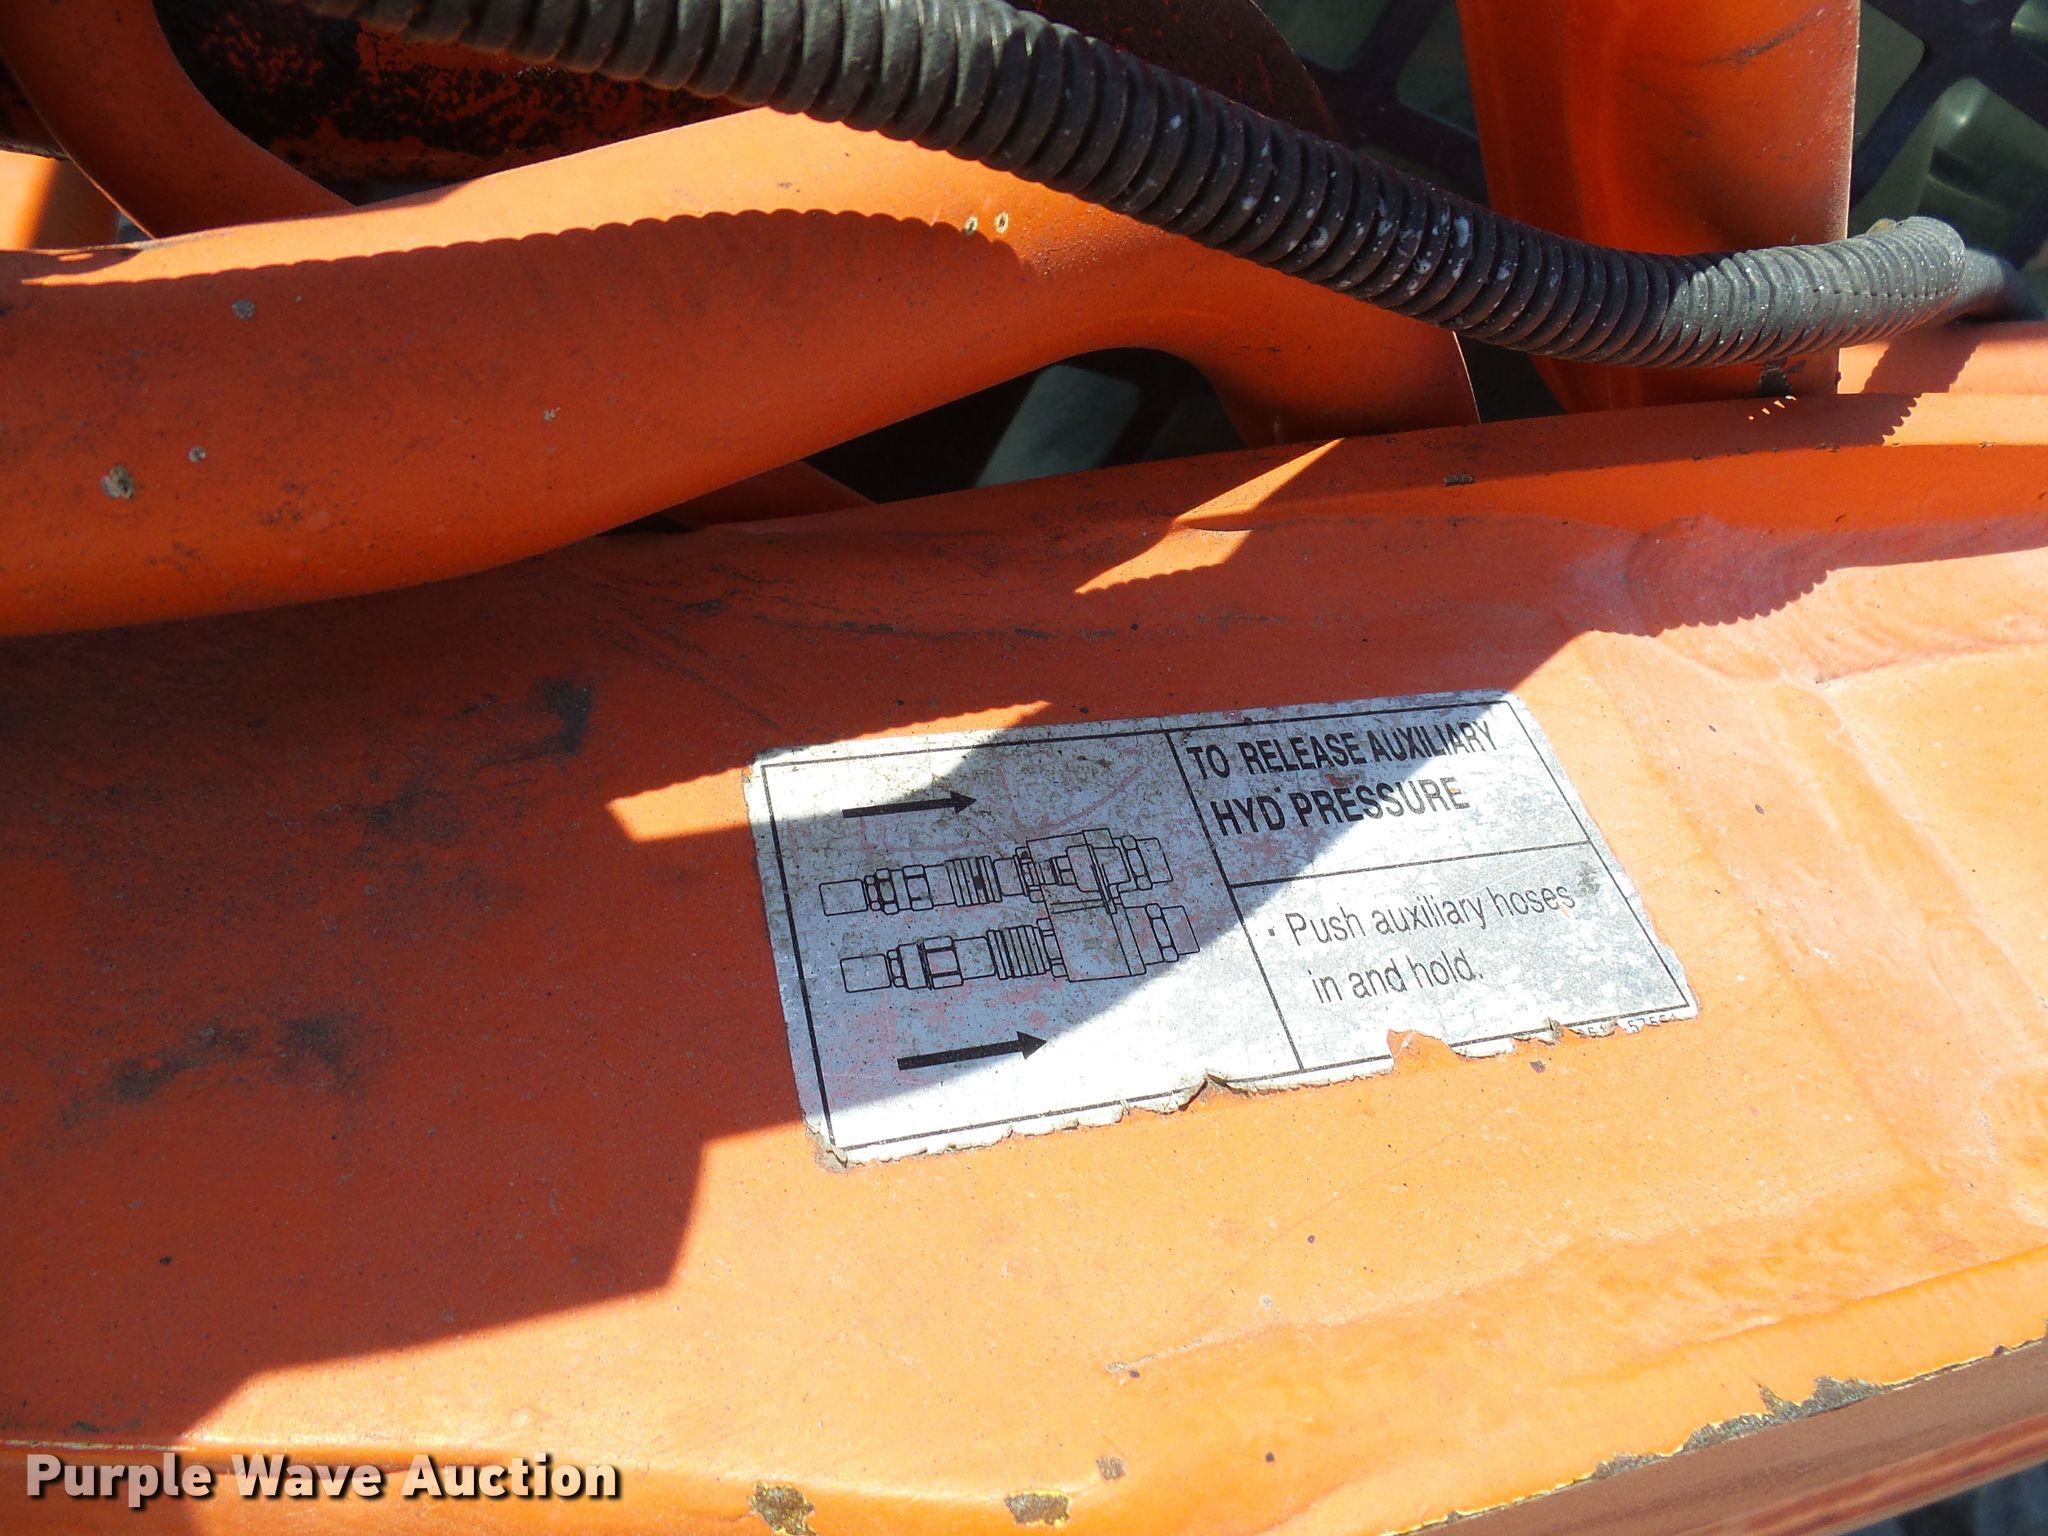 TO RELEASE AUXILIARY
HYD PRESSURE
· Push auxiliary hoses
in and hold.
Purple Wave Auction